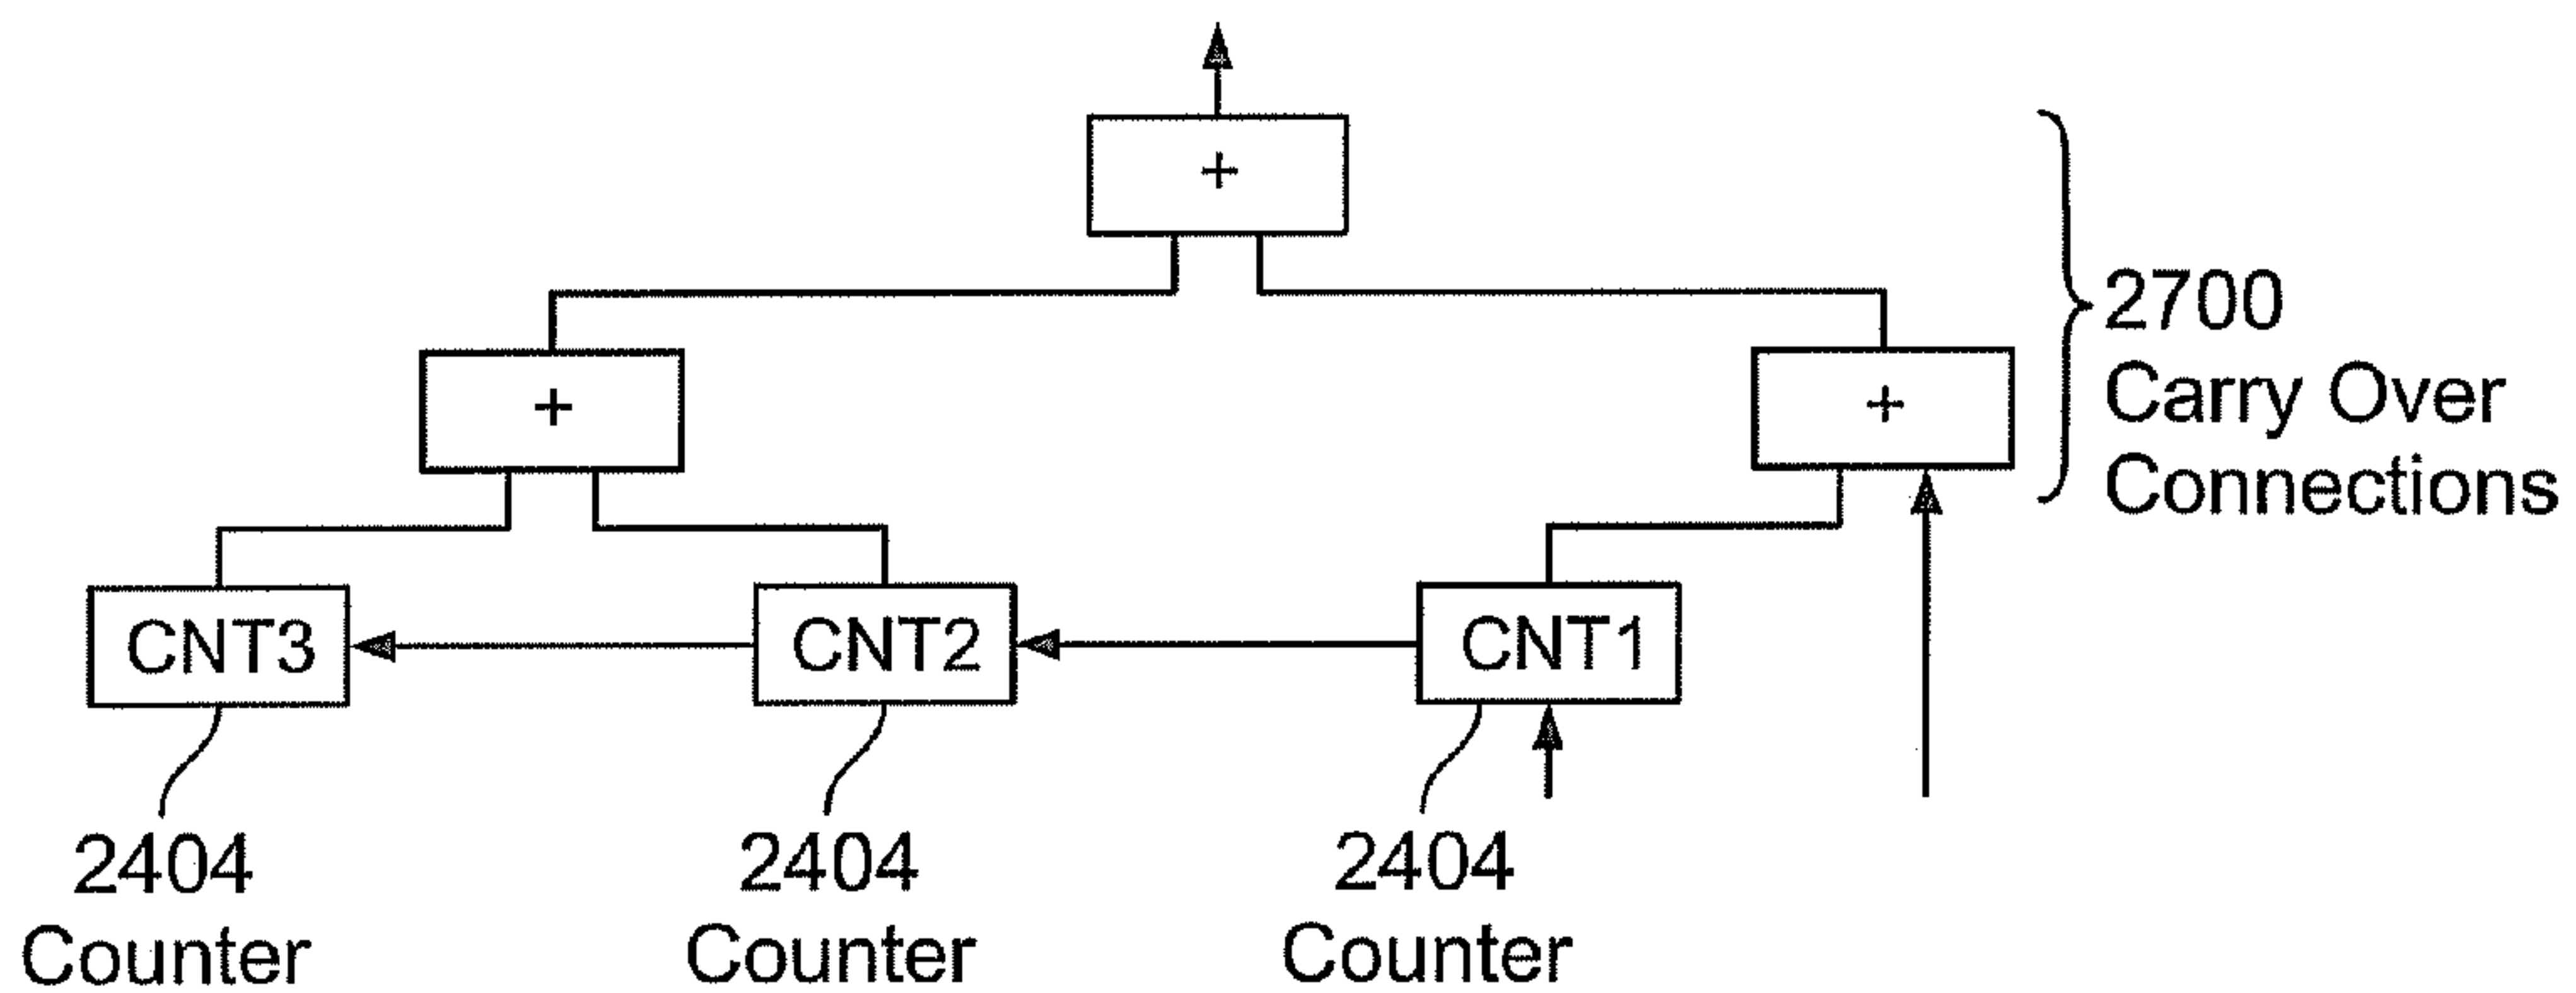 +
+
+
2700
Carry Over
Connections
CNT3
CNT2
CNT1
2404
Counter
2404
Counter
2404
Counter